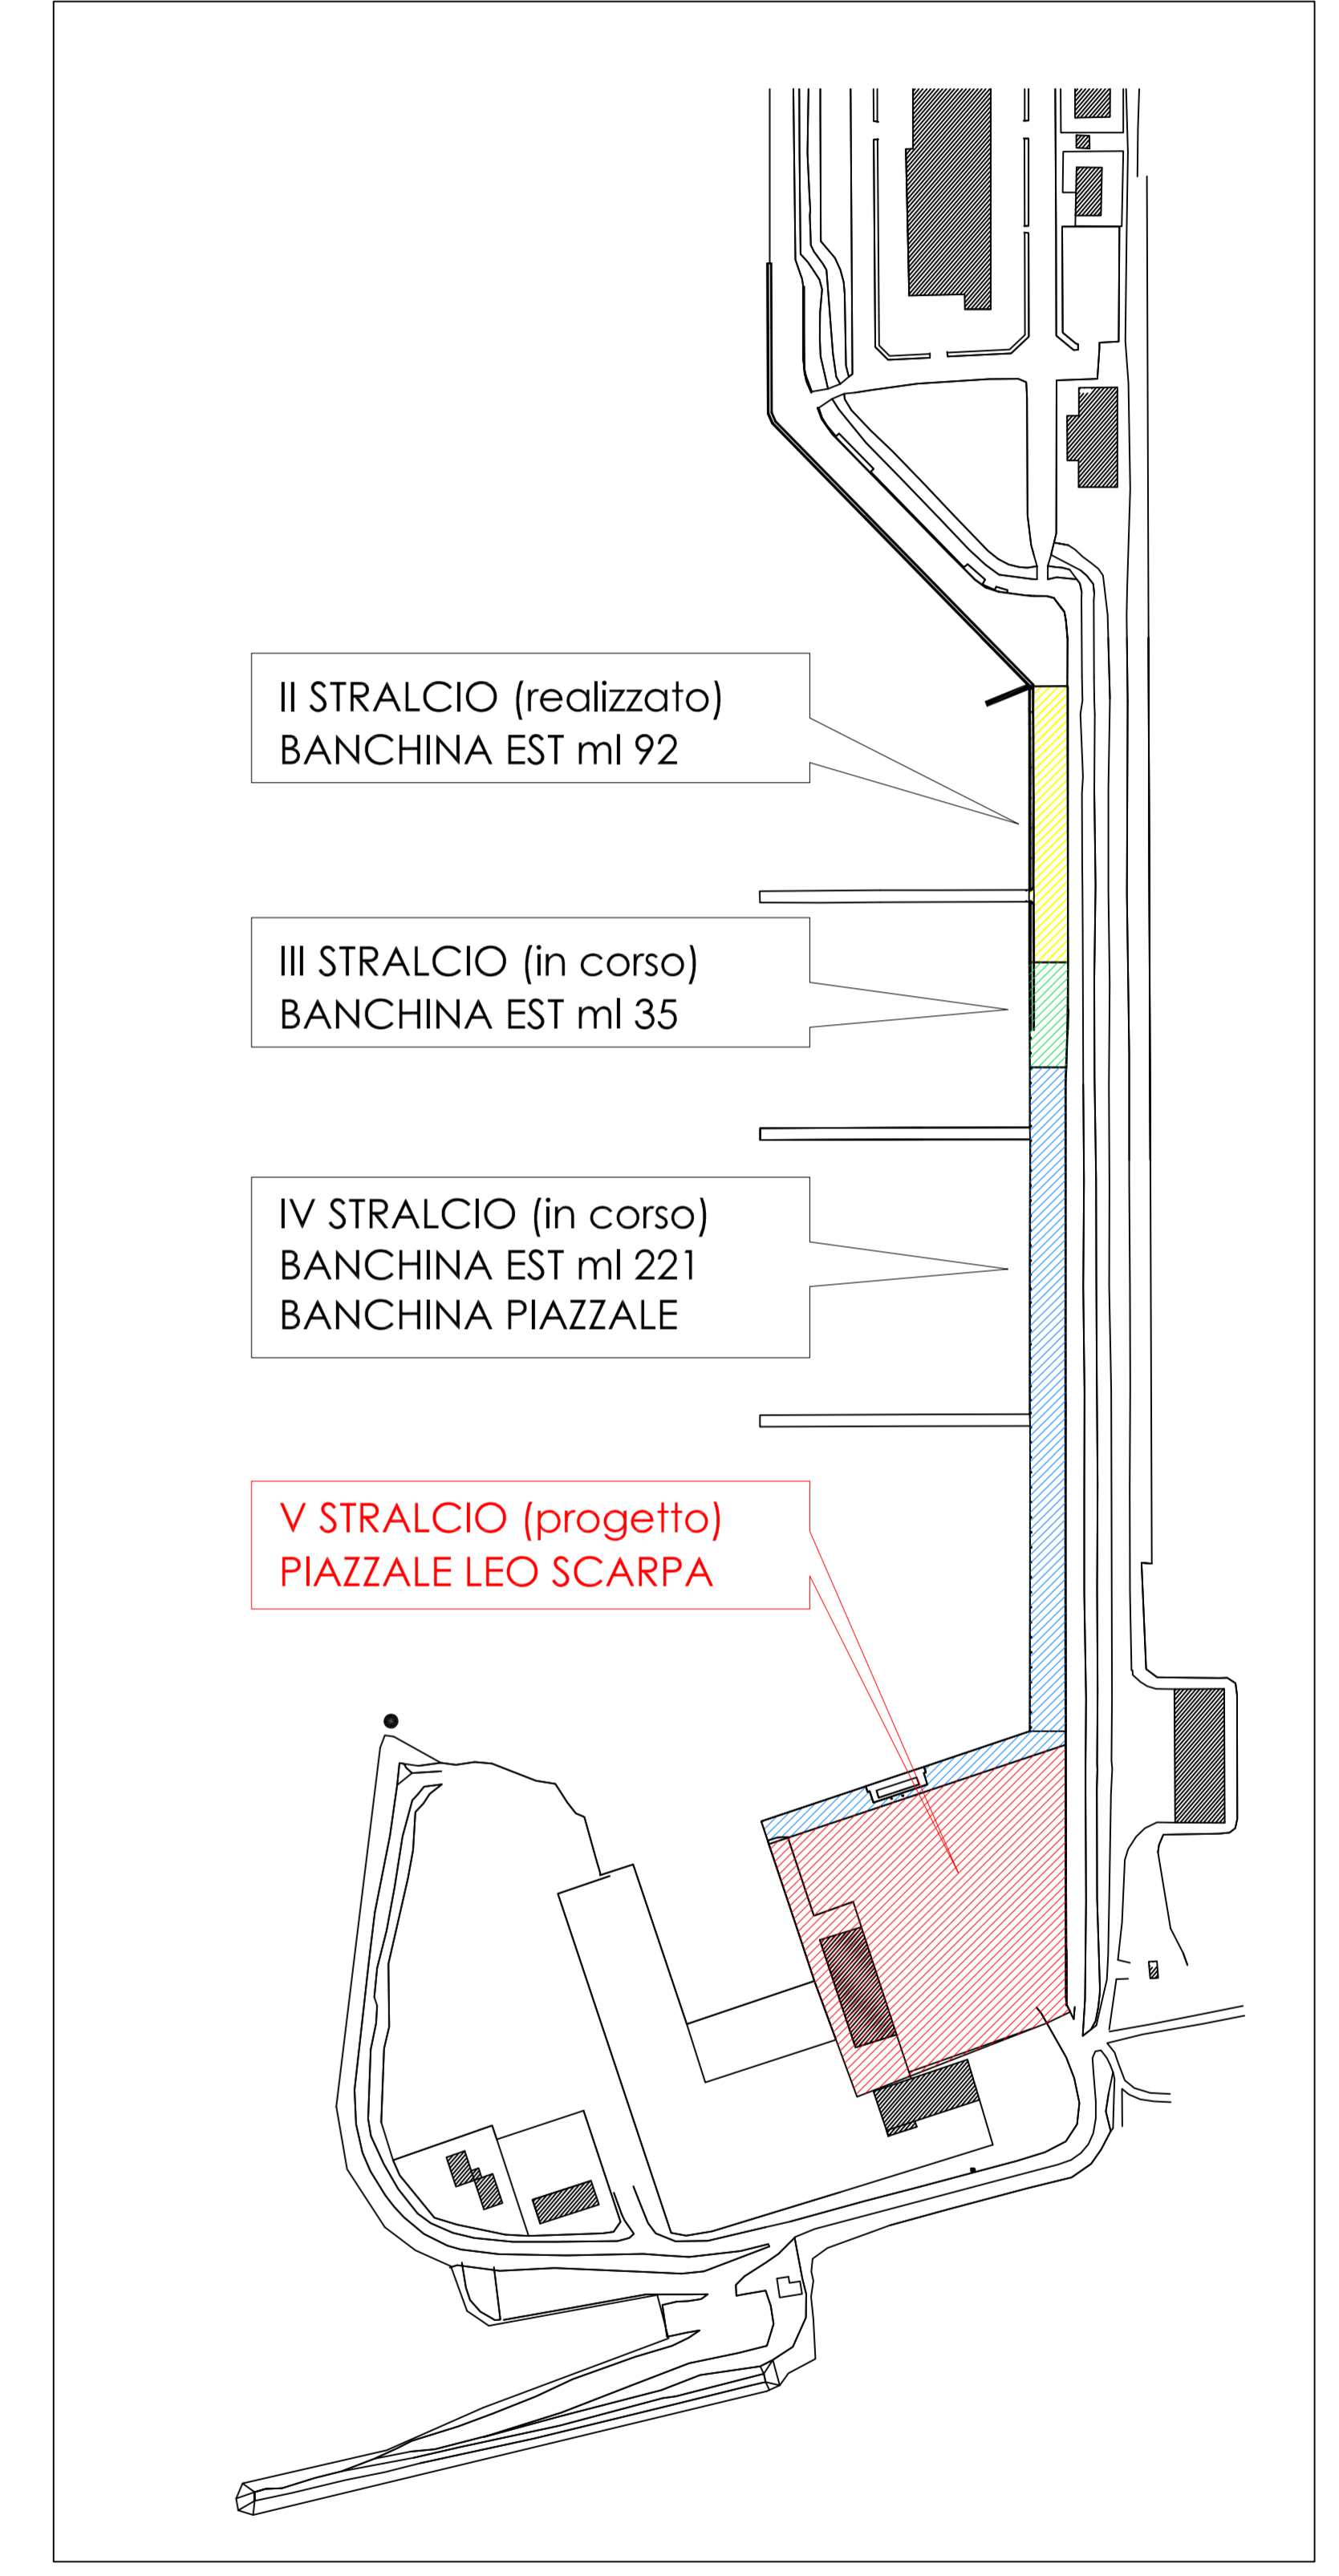 II STRALCIO (realizzato)
BANCHINA EST ml 92
III STRALCIO (in corso)
BANCHINA EST ml 35
IV STRALCIO (in corso)
BANCHINA EST ml 221
BANCHINA PIAZZALE
V STRALCIO (progetto)
PIAZZALE LEO SCARPA